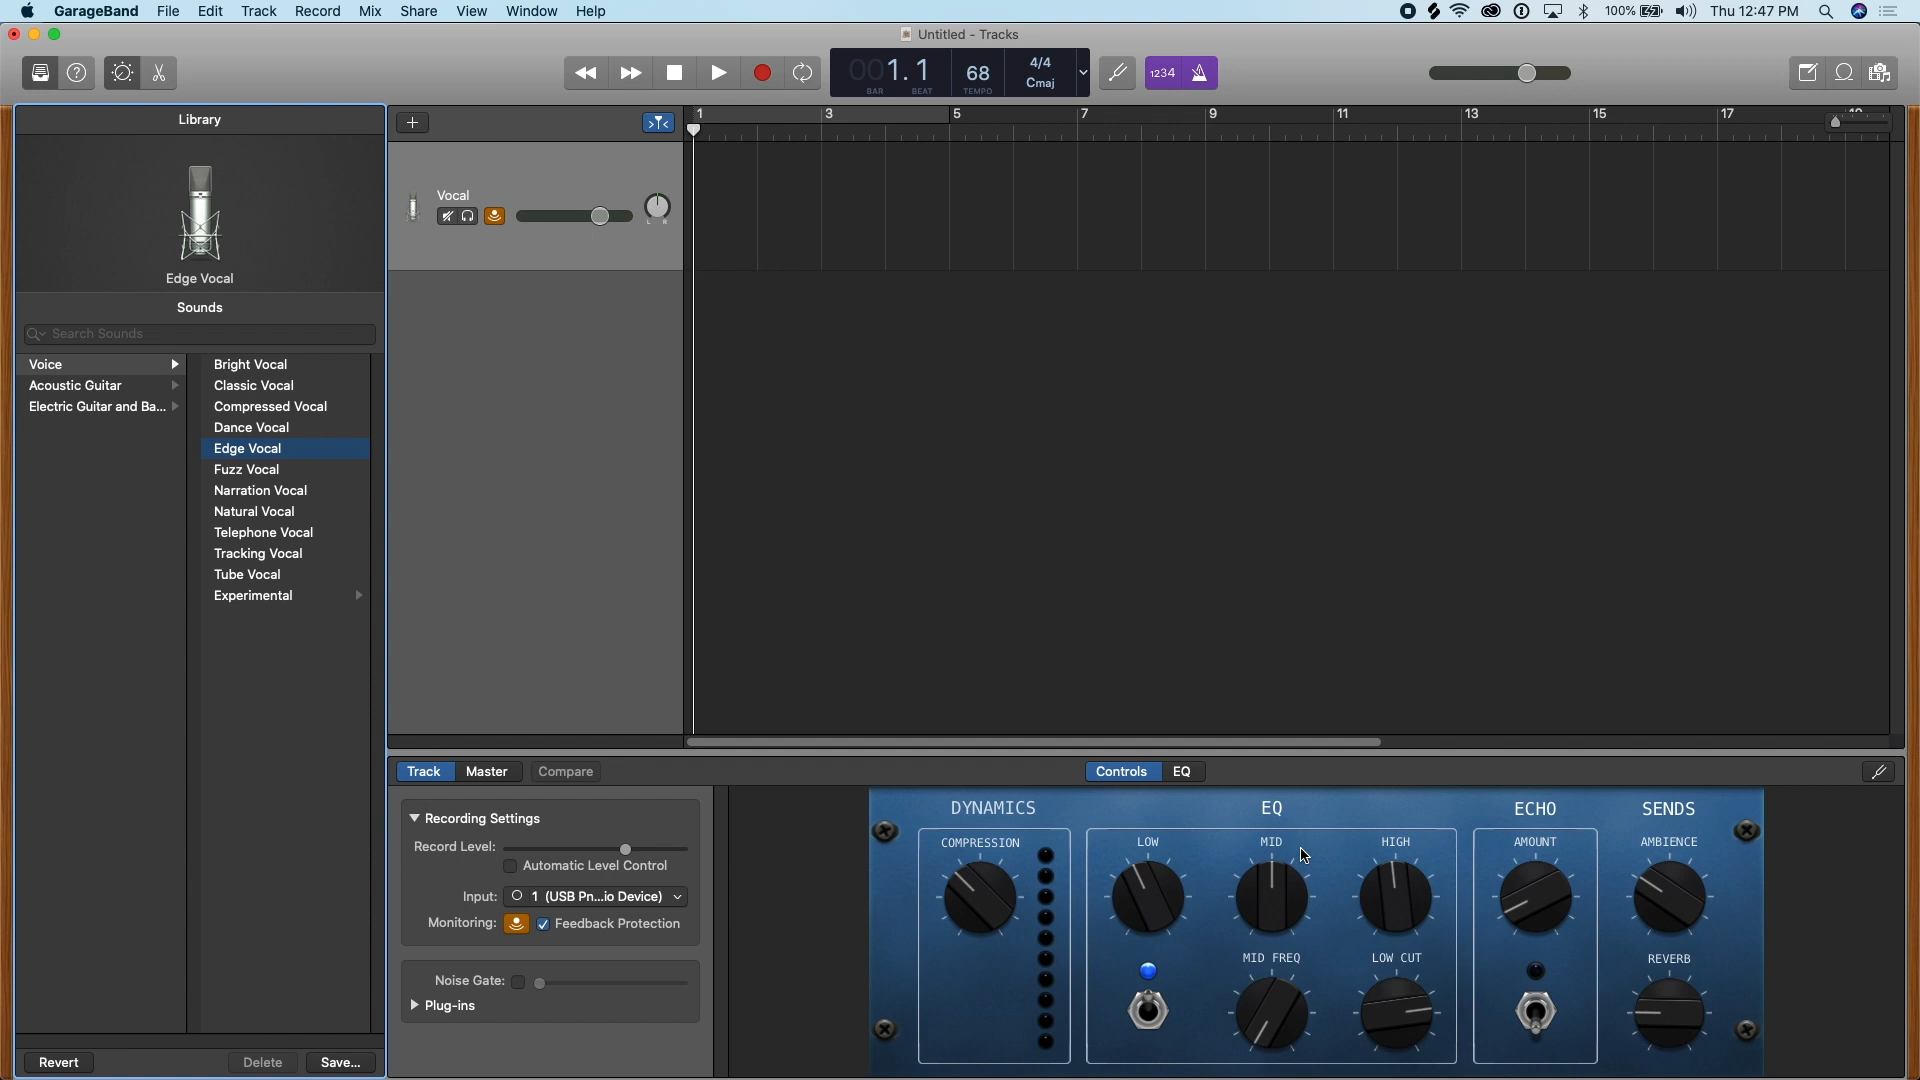 GarageBand File Edit Track Record Mix Share View Window Help
100% Thu 12:47 PM
Untitled - Tracks
001.1 68 4/4 Cmaj
BAR BEAT TEMPO
1234
Library
Edge Vocal
Sounds
Search Sounds
Voice
Acoustic Guitar
Electric Guitar and Ba...
Bright Vocal
Classic Vocal
Compressed Vocal
Dance Vocal
Edge Vocal
Fuzz Vocal
Narration Vocal
Natural Vocal
Telephone Vocal
Tracking Vocal
Tube Vocal
Experimental
Revert Delete Save...
1 3 5 7 9 11 13 15 17
Vocal
L R
Track Master Compare
Controls EQ
Recording Settings
Record Level:
Automatic Level Control
Input: 1 (USB Pn...io Device)
Monitoring: Feedback Protection
Noise Gate:
Plug-ins
DYNAMICS EQ ECHO SENDS
COMPRESSION LOW MID HIGH AMOUNT AMBIENCE
MID FREQ LOW CUT REVERB